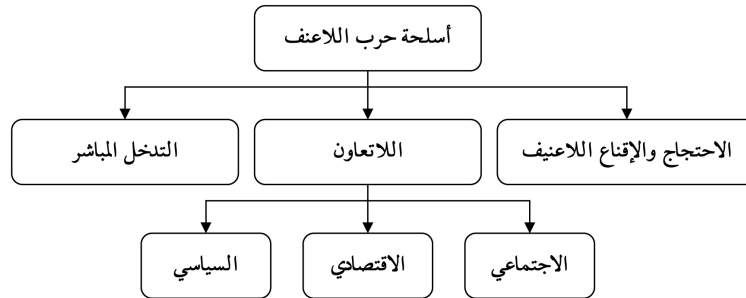 أسلحة حرب اللاعنف
الاحتجاج والإقناع اللاعنيف
اللاتعاون
التدخل المباشر
الاجتماعي
الاقتصادي
السياسي